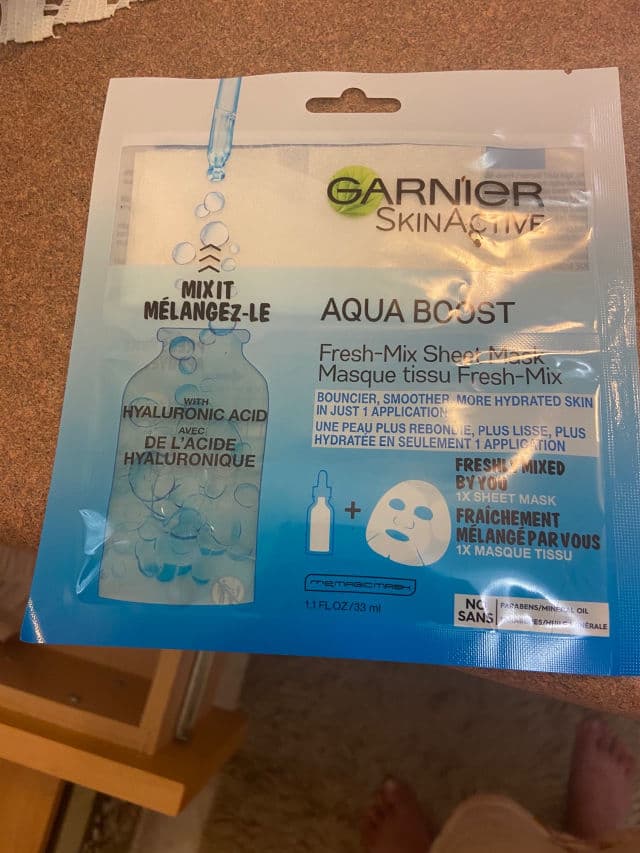 GARNIER
SKINACTIVE
MIX IT
MÉLANGEZ-LE
WITH
HYALURONIC ACID
AVEC
DE L'ACIDE
HYALURONIQUE
AQUA BOOST
Fresh-Mix Sheet Mask
Masque tissu Fresh-Mix
BOUNCIER, SMOOTHER, MORE HYDRATED SKIN
IN JUST 1 APPLICATION
UNE PEAU PLUS REBONDIE, PLUS LISSE, PLUS
HYDRATÉE EN SEULEMENT 1 APPLICATION
+
FRESHLY MIXED
BY YOU
1X SHEET MASK
FRAÎCHEMENT
MÉLANGÉ PAR VOUS
1X MASQUE TISSU
1.1 FL OZ/33 ml
NO
SANS
PARABENS/MINERAL OIL
PARABÈNES/HUILE MINÉRALE